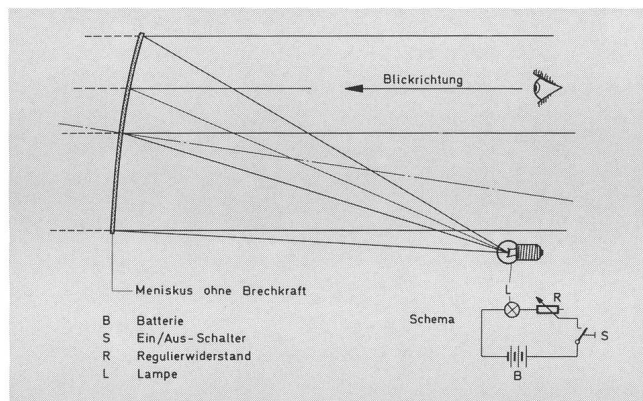 Blickrichtung
Meniskus ohne Brechkraft
B Batterie
S Ein/Aus-Schalter
R Regulierwiderstand
L Lampe
Schema
L
R
S
B